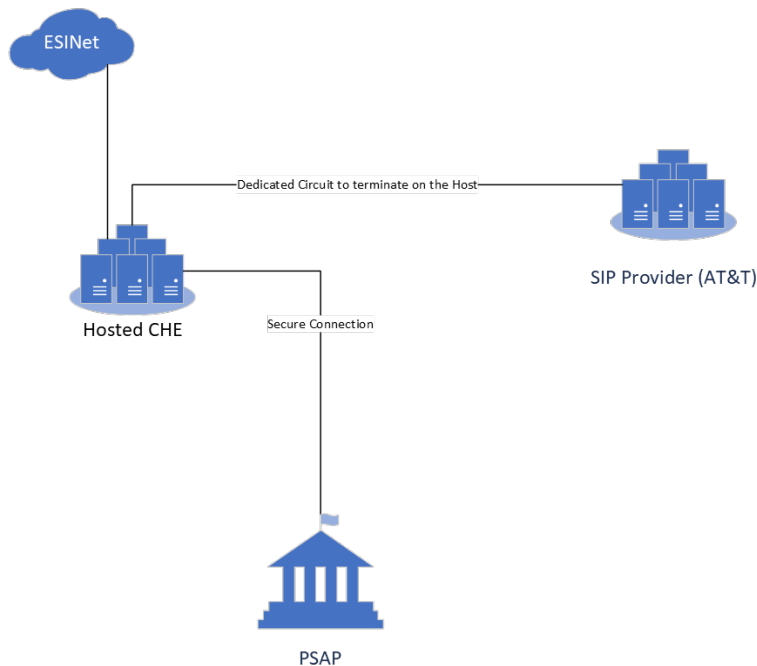 ESINet
Dedicated Circuit to terminate on the Host
SIP Provider (AT&T)
Hosted CHE
Secure Connection
PSAP